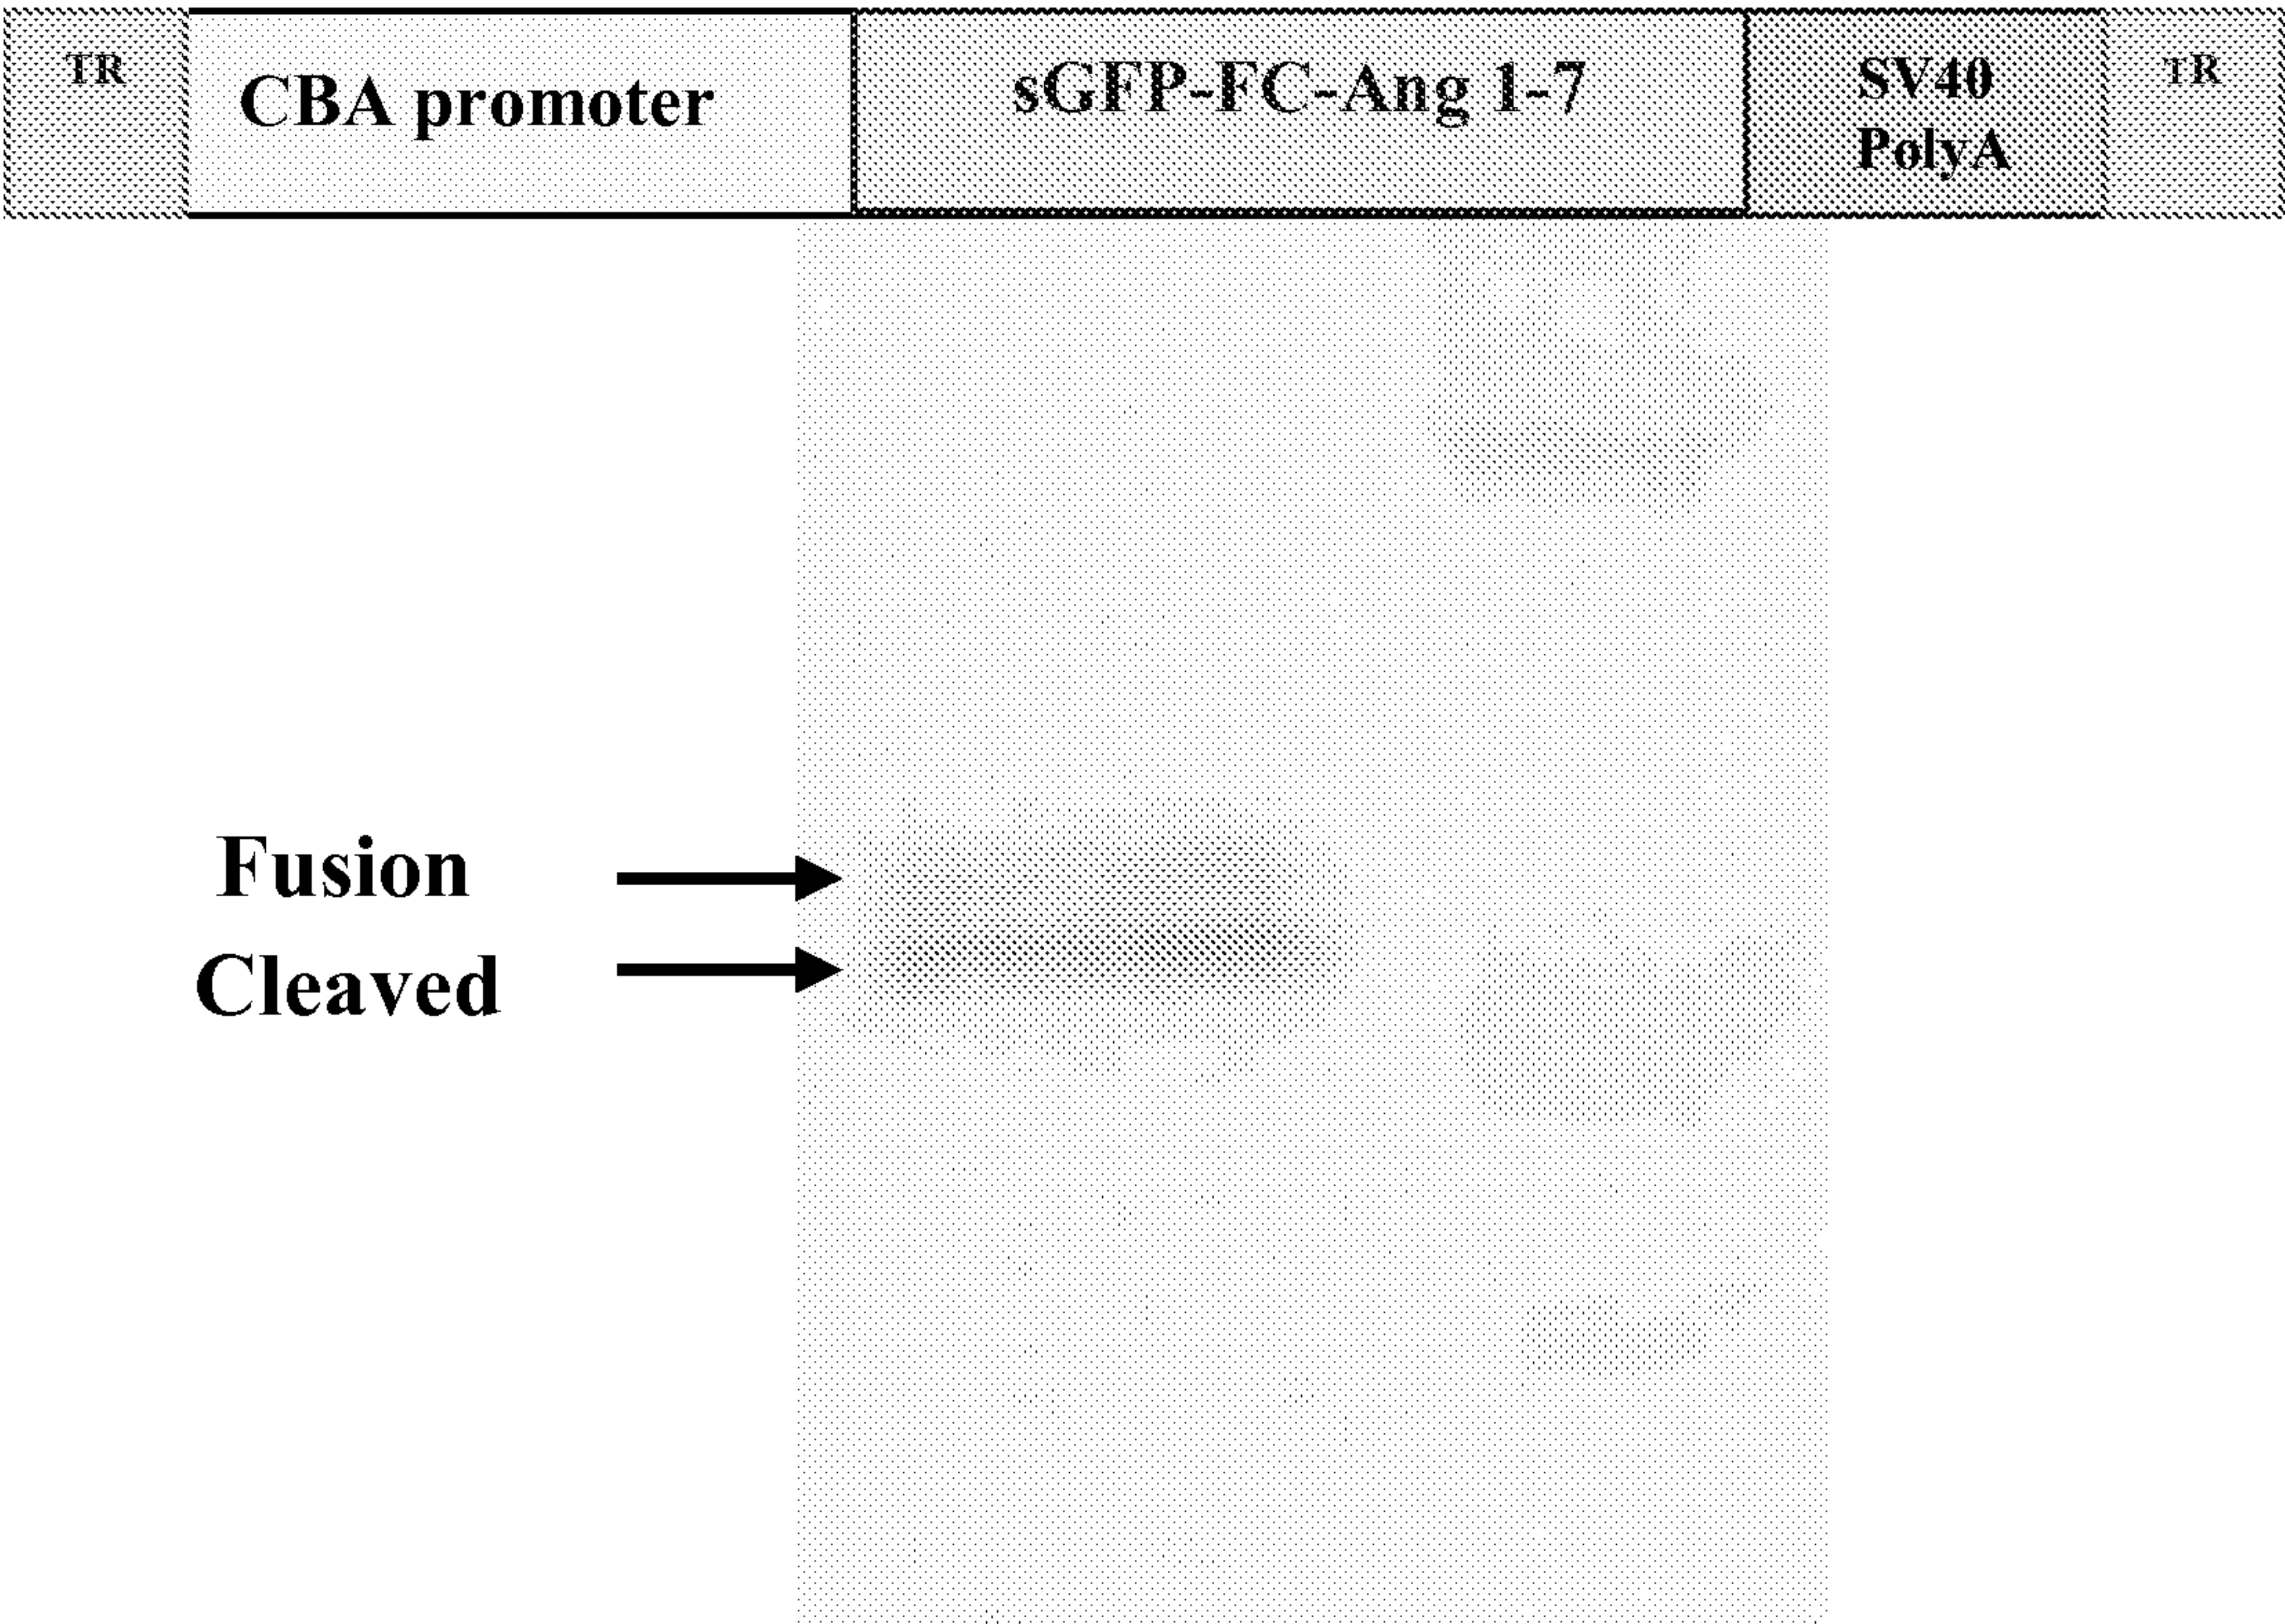 TR
CBA promoter
sGFP-FC-Ang 1-7
SV40
PolyA
TR
Fusion
Cleaved